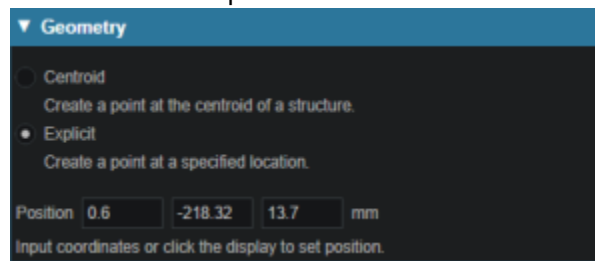 ▼ Geometry
Centroid
Create a point at the centroid of a structure.
Explicit
Create a point at a specified location.
Position 0.6 -218.32 13.7 mm
Input coordinates or click the display to set position.